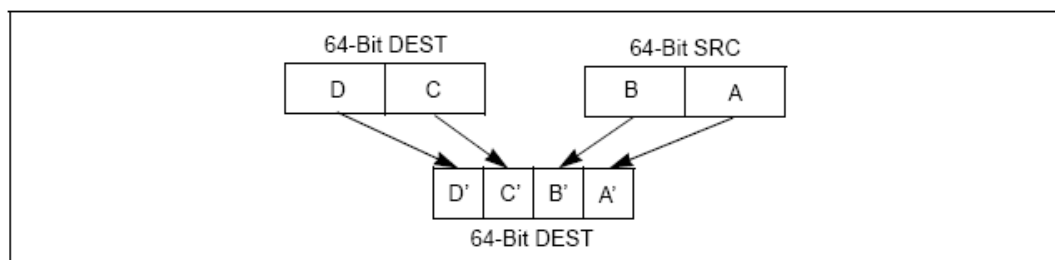 64-Bit DEST 64-Bit SRC
D C B A
D’ C’ B’ A’
64-Bit DEST